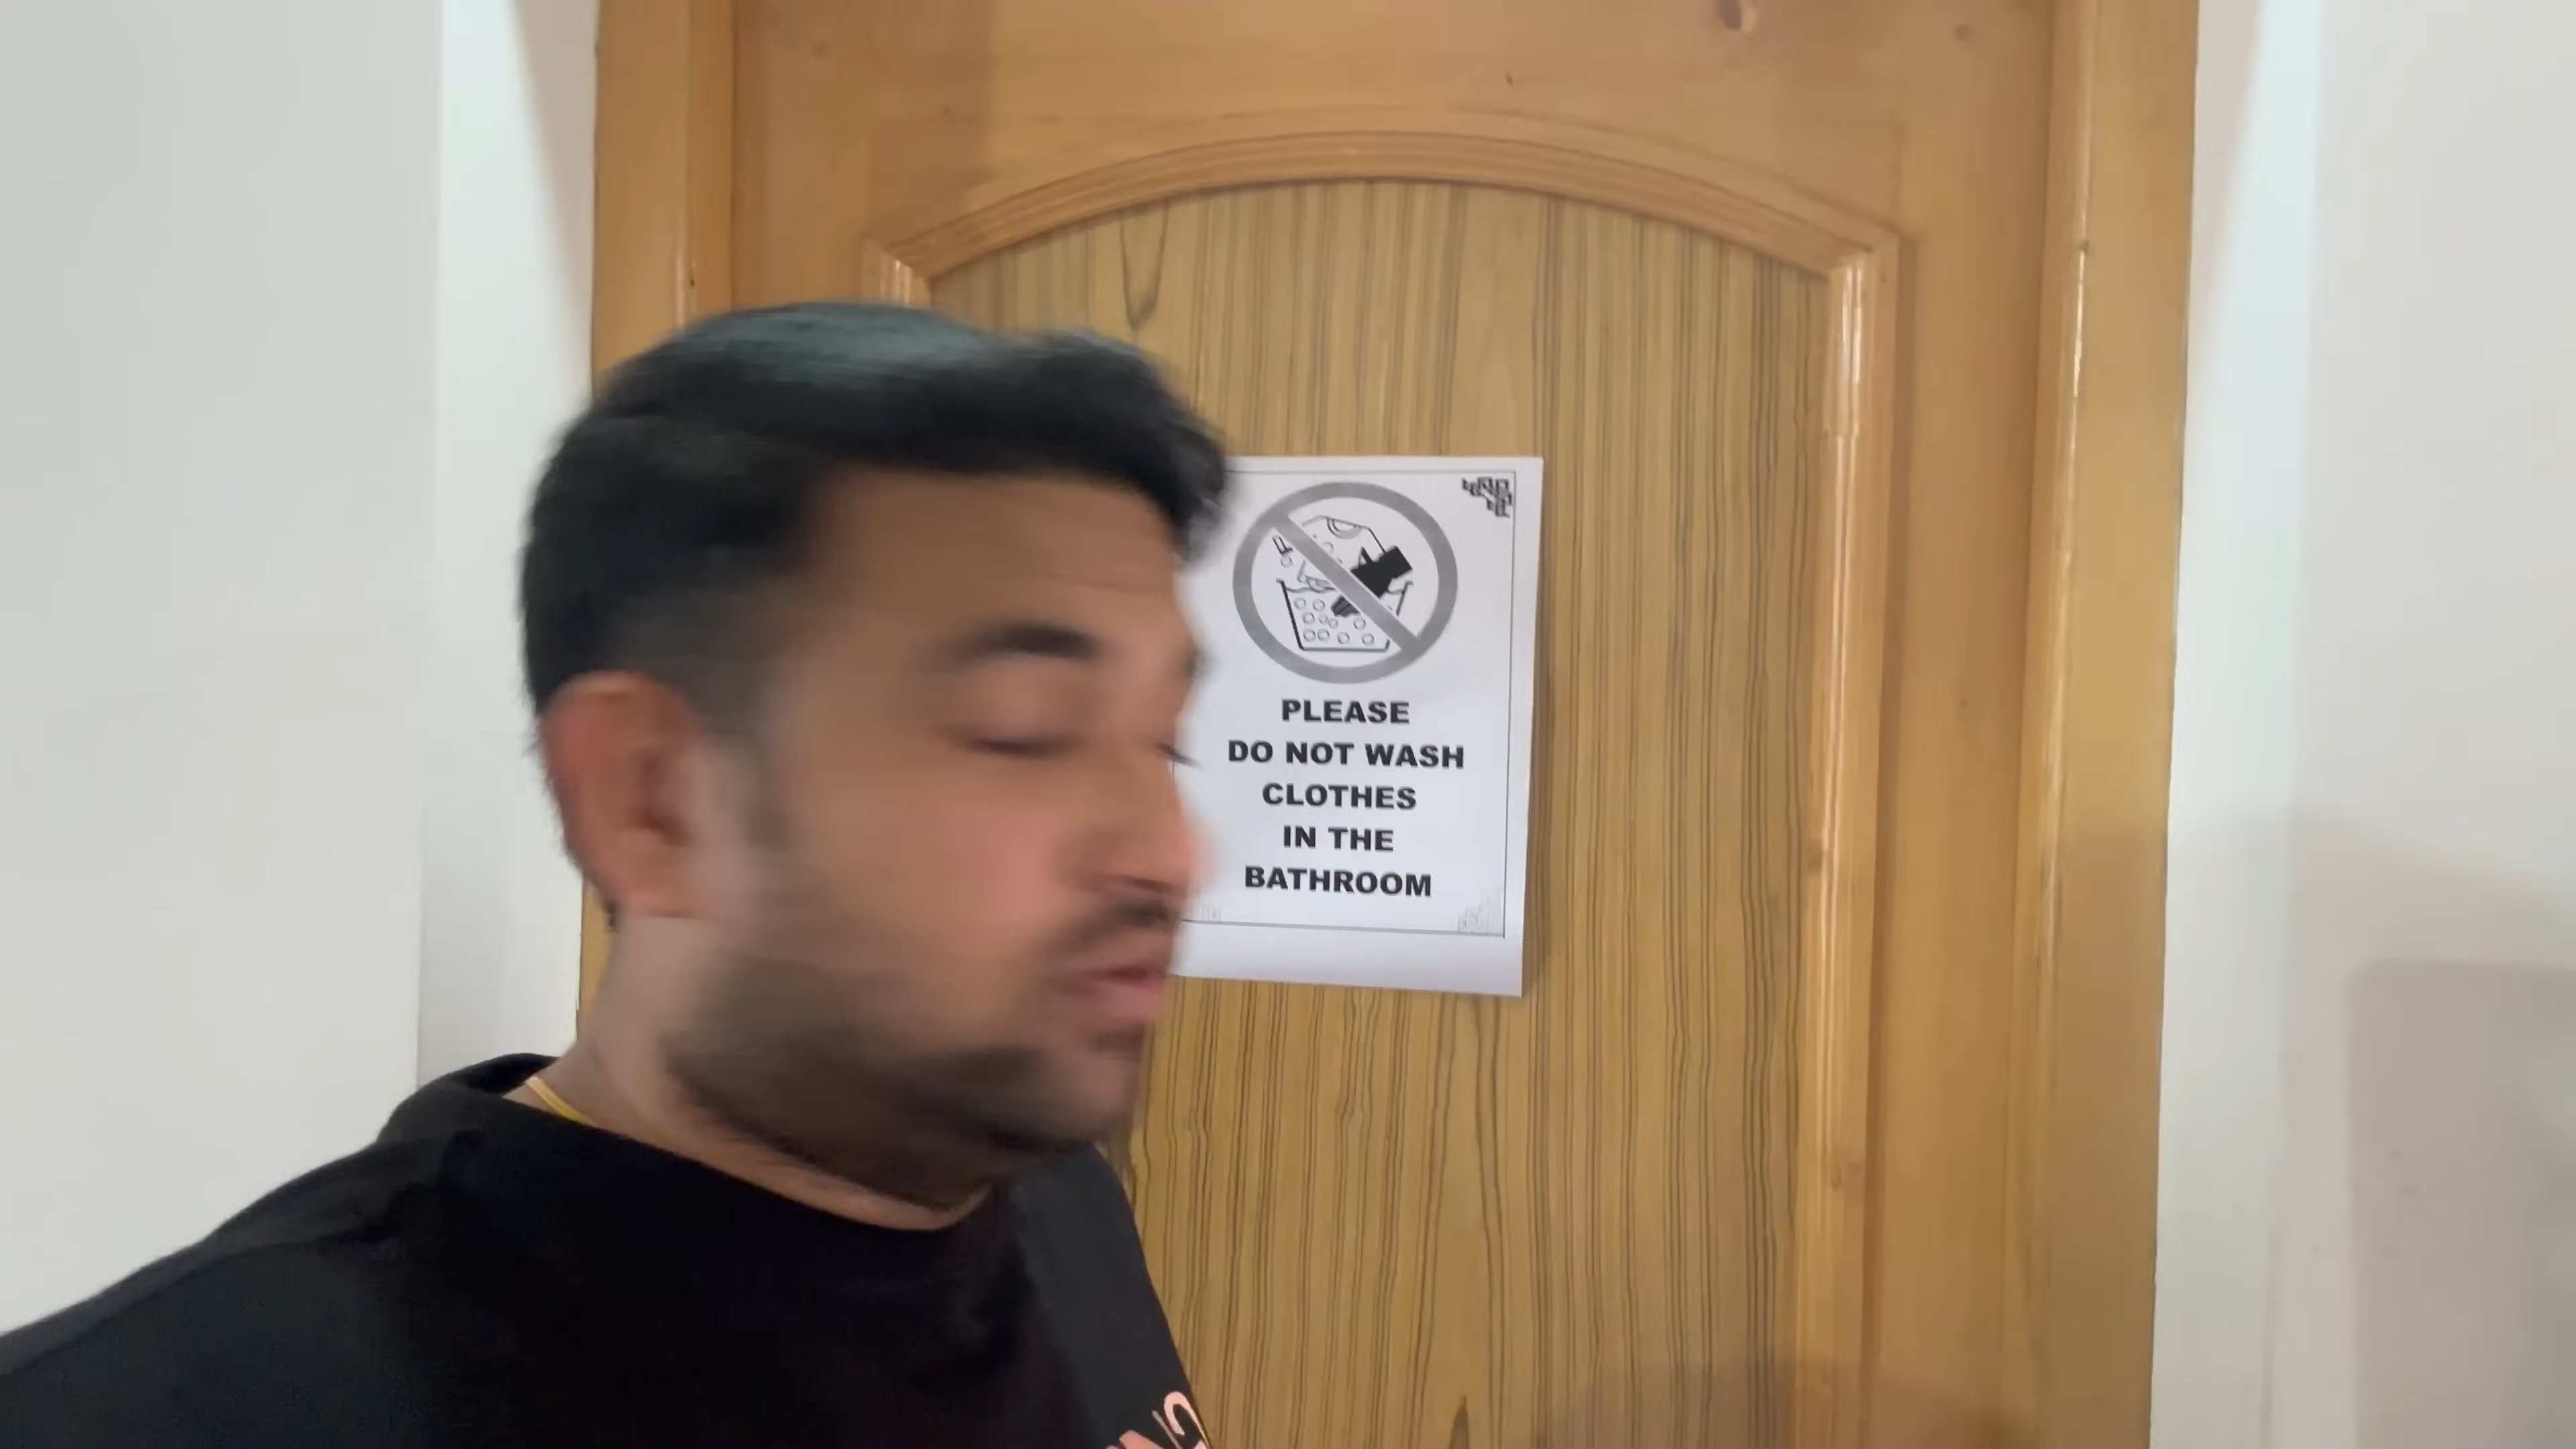 PLEASE
DO NOT WASH
CLOTHES
IN THE
BATHROOM